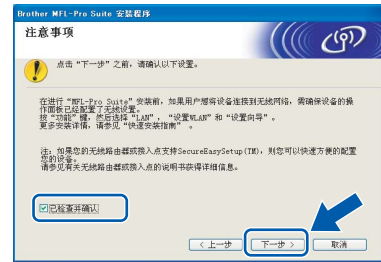 Brother MFL-Pro Suite 安装程序
注意事项
点击“下一步”之前，请确认以下设置。
在进行“MFL-Pro Suite”安装前，如果用户想将设备连接到无线网络，需确保设备的操
作面板已经配置了无线设置。
按“功能”键，然后选择“LAN”、“设置WLAN”和“设置向导”。
更多安装详情，请参见“快速安装指南”。
注：如果您的无线路由器或接入点支持SecureEasySetup(TM)，则您可以快速方便的配置
您的设备。
请参见有关无线路由器或接入点的说明书获得详细信息。
已检查并确认
< 上一步
下一步 >
取消